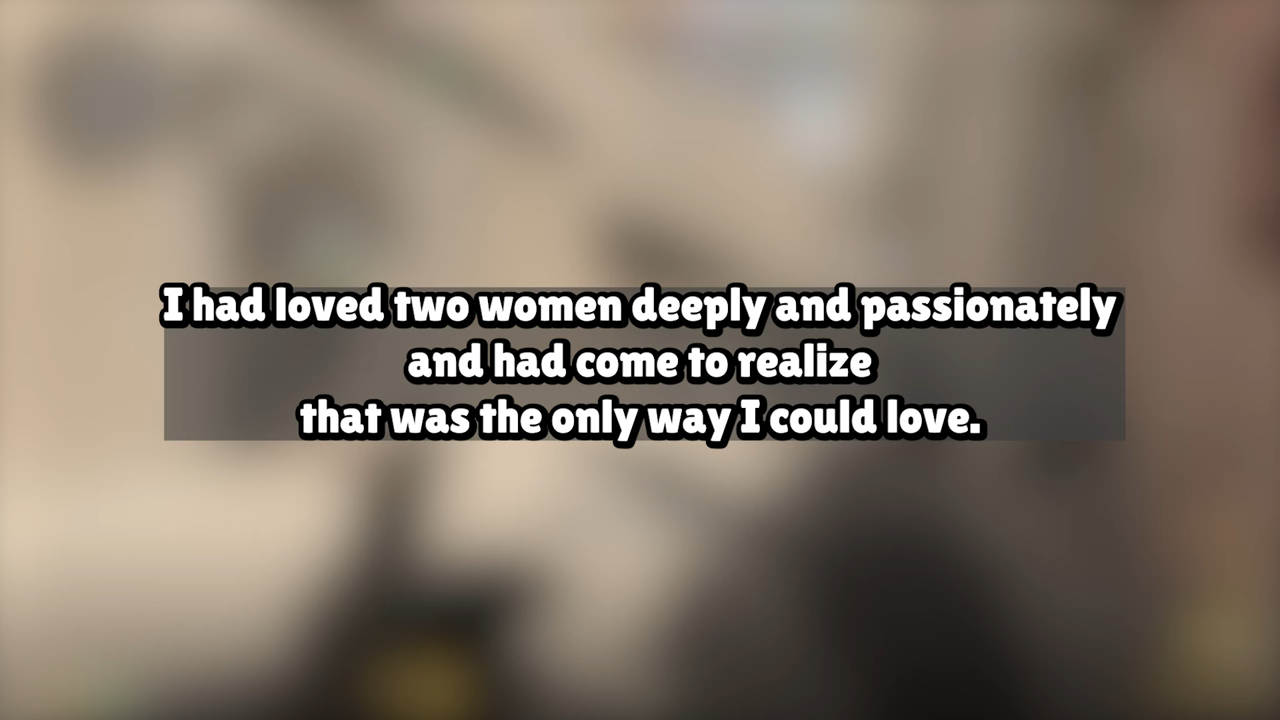 I had loved two women deeply and passionately
and had come to realize
that was the only way I could love.